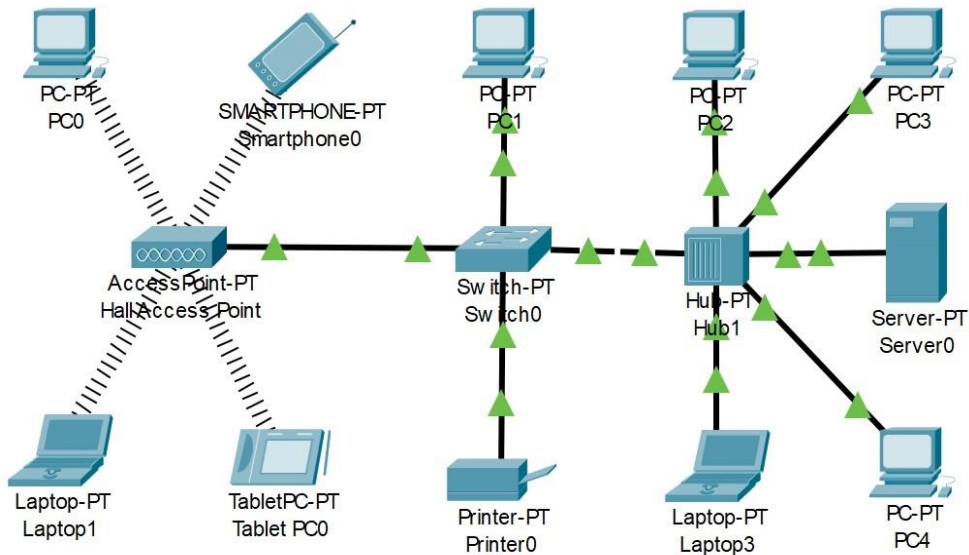 PC-PT
PC0
SMARTPHONE-PT
Smartphone0
PC-PT
PC1
PC-PT
PC2
PC-PT
PC3
AccessPoint-PT
Hall Access Point
Switch-PT
Switch0
Hub-PT
Hub1
Server-PT
Server0
Laptop-PT
Laptop1
TabletPC-PT
Tablet PC0
Printer-PT
Printer0
Laptop-PT
Laptop3
PC-PT
PC4